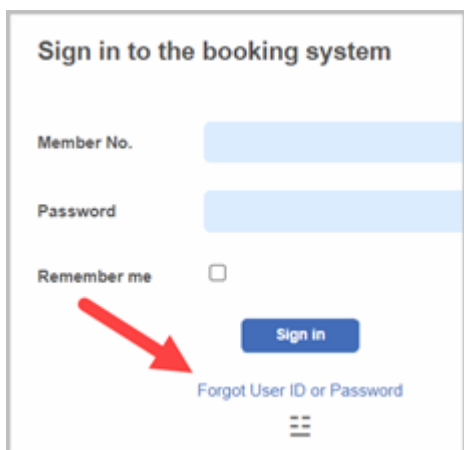 Sign in to the booking system
Member No.
Password
Remember me
Sign in
Forgot User ID or Password